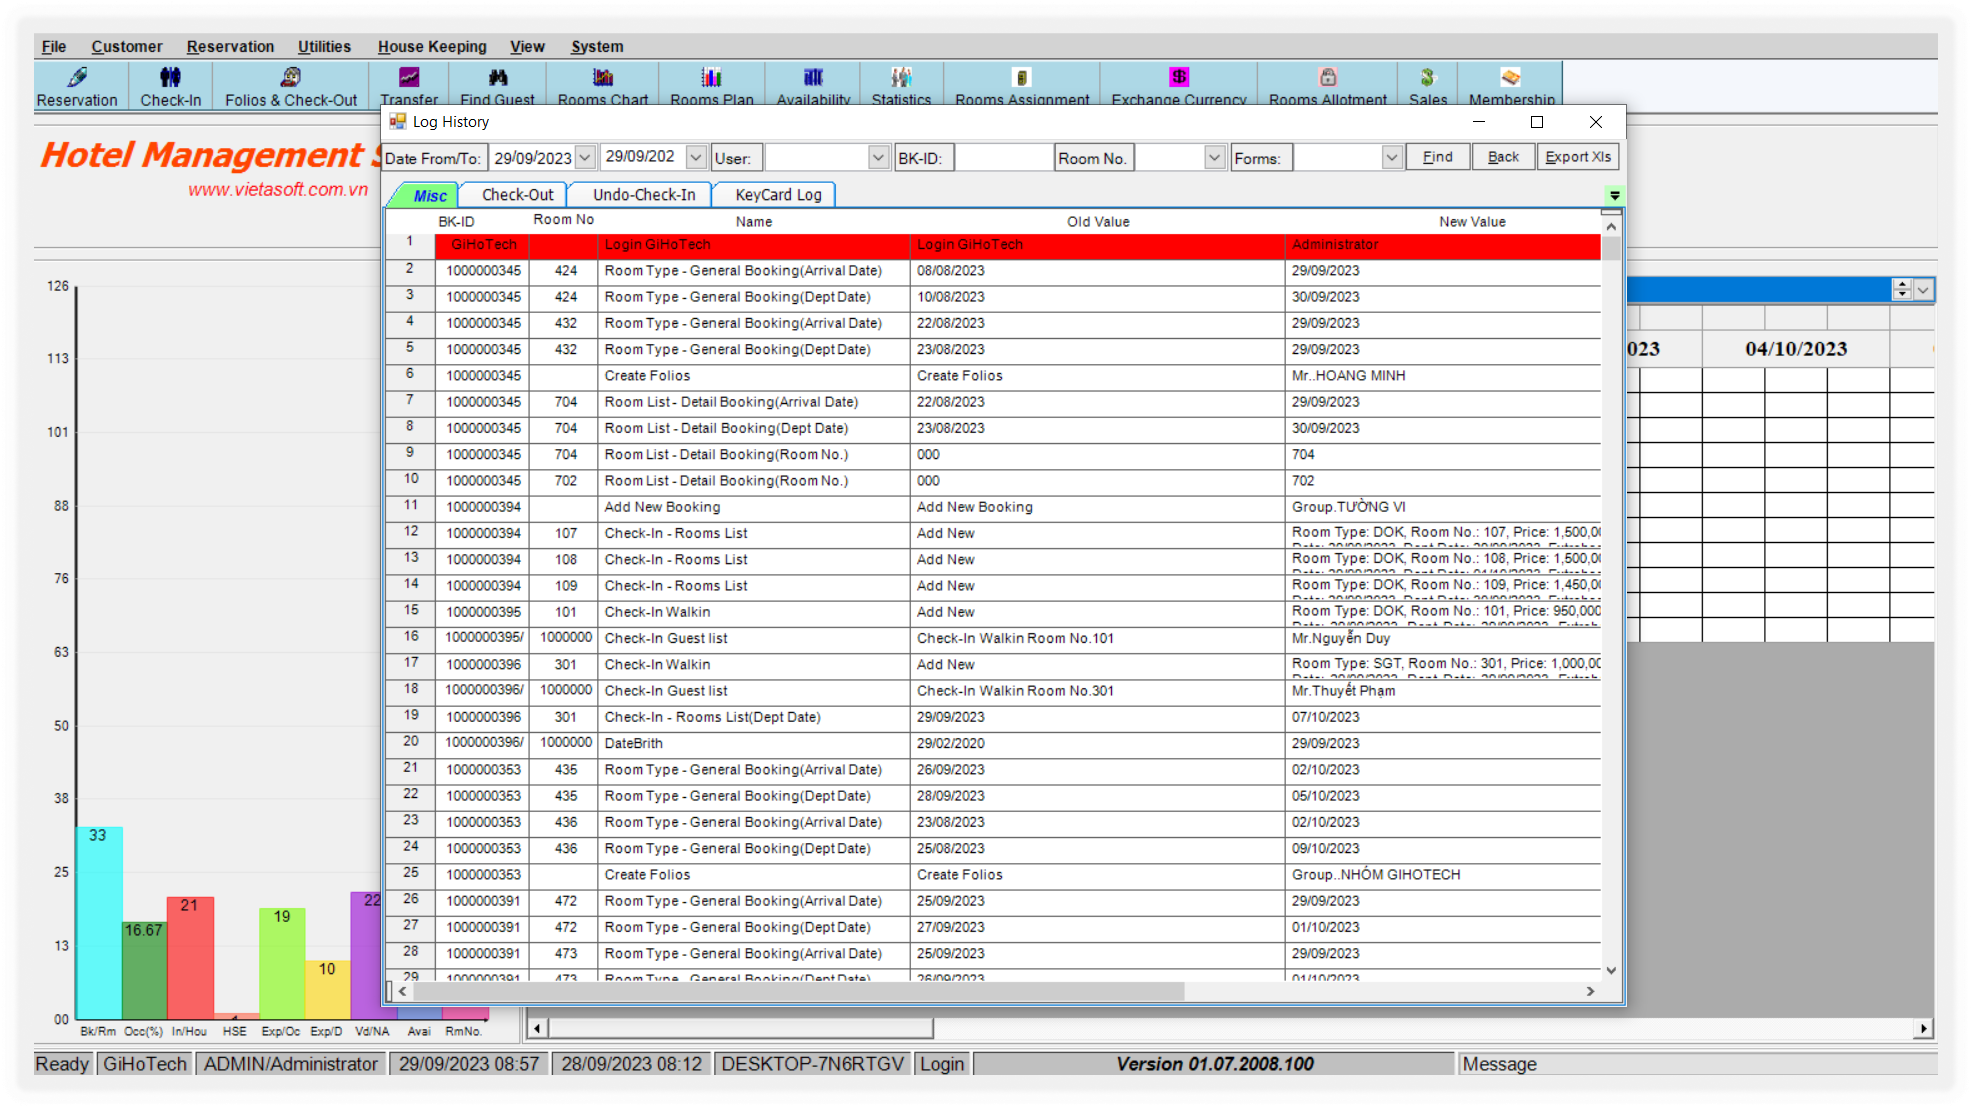 File Customer Reservation Utilities House Keeping View System
Reservation Check-In Folios & Check-Out Transfer Find Guest Rooms Chart Rooms Plan Availability Statistics Rooms Assignment Exchange Currency Rooms Allotment Sales Membership
Log History
Hotel Management
www.vietasoft.com.vn
Date From/To: 29/09/2023 29/09/202 User: BK-ID: Room No. Forms: Find Back Export Xls
Misc Check-Out Undo-Check-In KeyCard Log
BK-ID Room No Name Old Value New Value
1 GiHoTech Login GiHoTech Login GiHoTech Administrator
2 1000000345 424 Room Type - General Booking(Arrival Date) 08/08/2023 29/09/2023
3 1000000345 424 Room Type - General Booking(Dept Date) 10/08/2023 30/09/2023
4 1000000345 432 Room Type - General Booking(Arrival Date) 22/08/2023 29/09/2023
5 1000000345 432 Room Type - General Booking(Dept Date) 23/08/2023 29/09/2023
6 1000000345 Create Folios Create Folios Mr..HOANG MINH
7 1000000345 704 Room List - Detail Booking(Arrival Date) 22/08/2023 29/09/2023
8 1000000345 704 Room List - Detail Booking(Dept Date) 23/08/2023 30/09/2023
9 1000000345 704 Room List - Detail Booking(Room No.) 000 704
10 1000000345 702 Room List - Detail Booking(Room No.) 000 702
11 1000000394 Add New Booking Add New Booking Group.TƯỜNG VI
12 1000000394 107 Check-In - Rooms List Add New Room Type: DOK, Room No.: 107, Price: 1,500,00
13 1000000394 108 Check-In - Rooms List Add New Room Type: DOK, Room No.: 108, Price: 1,500,00
14 1000000394 109 Check-In - Rooms List Add New Room Type: DOK, Room No.: 109, Price: 1,450,00
15 1000000395 101 Check-In Walkin Add New Room Type: DOK, Room No.: 101, Price: 950,000
16 1000000395/ 1000000 Check-In Guest list Check-In Walkin Room No.101 Mr.Nguyễn Duy
17 1000000396 301 Check-In Walkin Add New Room Type: SGT, Room No.: 301, Price: 1,000,00
18 1000000396/ 1000000 Check-In Guest list Check-In Walkin Room No.301 Mr.Thuyết Phạm
19 1000000396 301 Check-In - Rooms List(Dept Date) 29/09/2023 07/10/2023
20 1000000396/ 1000000 DateBrith 29/02/2020 29/09/2023
21 1000000353 435 Room Type - General Booking(Arrival Date) 26/09/2023 02/10/2023
22 1000000353 435 Room Type - General Booking(Dept Date) 28/09/2023 05/10/2023
23 1000000353 436 Room Type - General Booking(Arrival Date) 23/08/2023 02/10/2023
24 1000000353 436 Room Type - General Booking(Dept Date) 25/08/2023 09/10/2023
25 1000000353 Create Folios Create Folios Group..NHÓM GIHOTECH
26 1000000391 472 Room Type - General Booking(Arrival Date) 25/09/2023 29/09/2023
27 1000000391 472 Room Type - General Booking(Dept Date) 27/09/2023 01/10/2023
28 1000000391 473 Room Type - General Booking(Arrival Date) 25/09/2023 29/09/2023
29 1000000391 473 Room Type - General Booking(Dept Date) 26/09/2023 01/10/2023
023 04/10/2023
126
113
101
88
76
63
50
38
25
13
00
33
16.67
21
19
10
22
Bk/Rm Occ(%) In/Hou HSE Exp/Oc Exp/D Vd/NA Avai RmNo.
Ready GiHoTech ADMIN/Administrator 29/09/2023 08:57 28/09/2023 08:12 DESKTOP-7N6RTGV Login Version 01.07.2008.100 Message